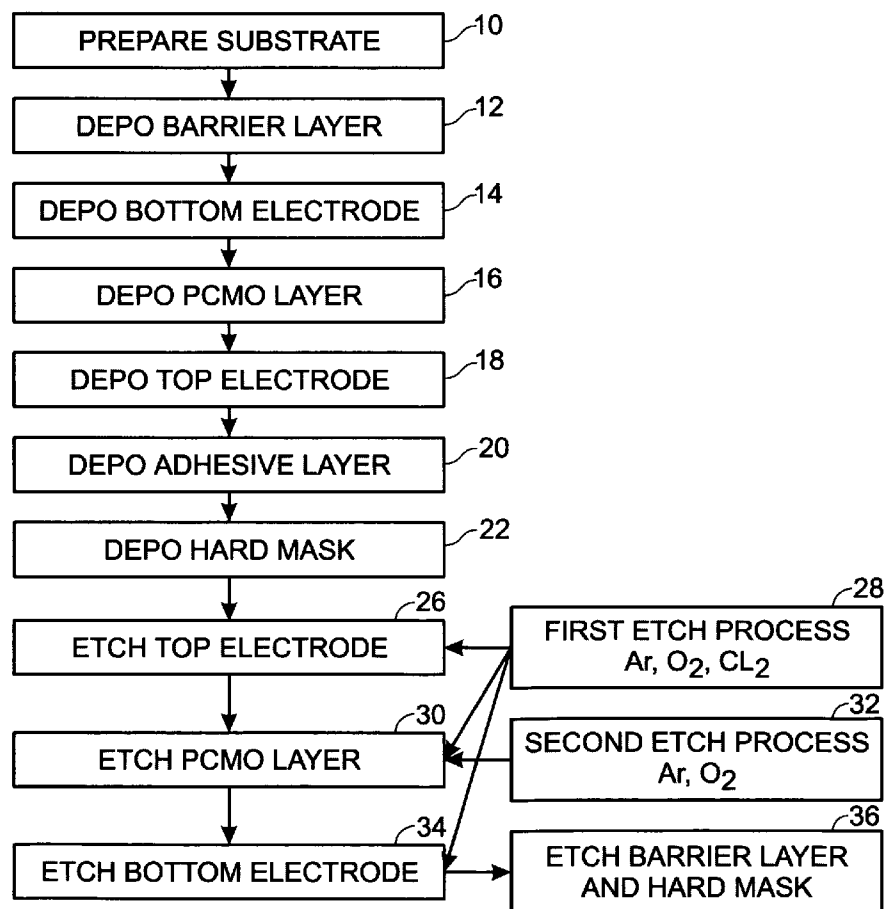 PREPARE SUBSTRATE
10
DEPO BARRIER LAYER
12
DEPO BOTTOM ELECTRODE
14
DEPO PCMO LAYER
16
DEPO TOP ELECTRODE
18
DEPO ADHESIVE LAYER
20
DEPO HARD MASK
22
ETCH TOP ELECTRODE
26
FIRST ETCH PROCESS
Ar, O2, CL2
28
ETCH PCMO LAYER
30
SECOND ETCH PROCESS
Ar, O2
32
ETCH BOTTOM ELECTRODE
34
ETCH BARRIER LAYER
AND HARD MASK
36